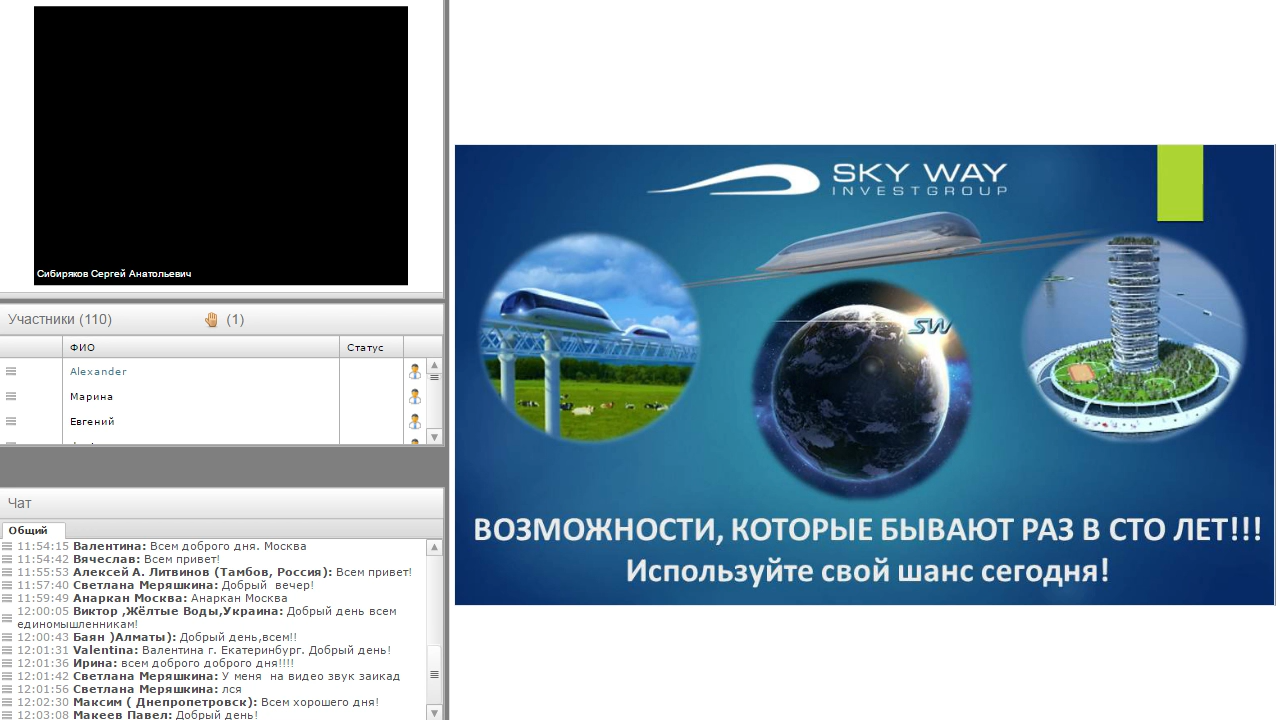 Сибиряков Сергей Анатольевич
Участники (110)
(1)
ФИО
Статус
Alexander
Марина
Евгений
Чат
Общий
11:54:15 Валентина: Всем доброго дня. Москва
11:54:42 Вячеслав: Всем привет!
11:55:53 Алексей А. Литвинов (Тамбов, Россия): Всем привет!
11:57:40 Светлана Меряшкина: Добрый  вечер!
11:59:49 Анаркан Москва: Анаркан Москва
12:00:05 Виктор ,Жёлтые Воды,Украина: Добрый день всем
единомышленникам!
12:00:43 Баян )Алматы): Добрый день,всем!!
12:01:31 Valentina: Валентина г. Екатеринбург. Добрый день!
12:01:36 Ирина: всем доброго доброго дня!!!!
12:01:42 Светлана Меряшкина: У меня  на видео звук заикад
12:01:56 Светлана Меряшкина: лся
12:02:30 Максим ( Днепропетровск): Всем хорошего дня!
12:03:08 Макеев Павел: Добрый день!
SKY WAY
INVESTGROUP
SW
ВОЗМОЖНОСТИ, КОТОРЫЕ БЫВАЮТ РАЗ В СТО ЛЕТ!!!
Используйте свой шанс сегодня!